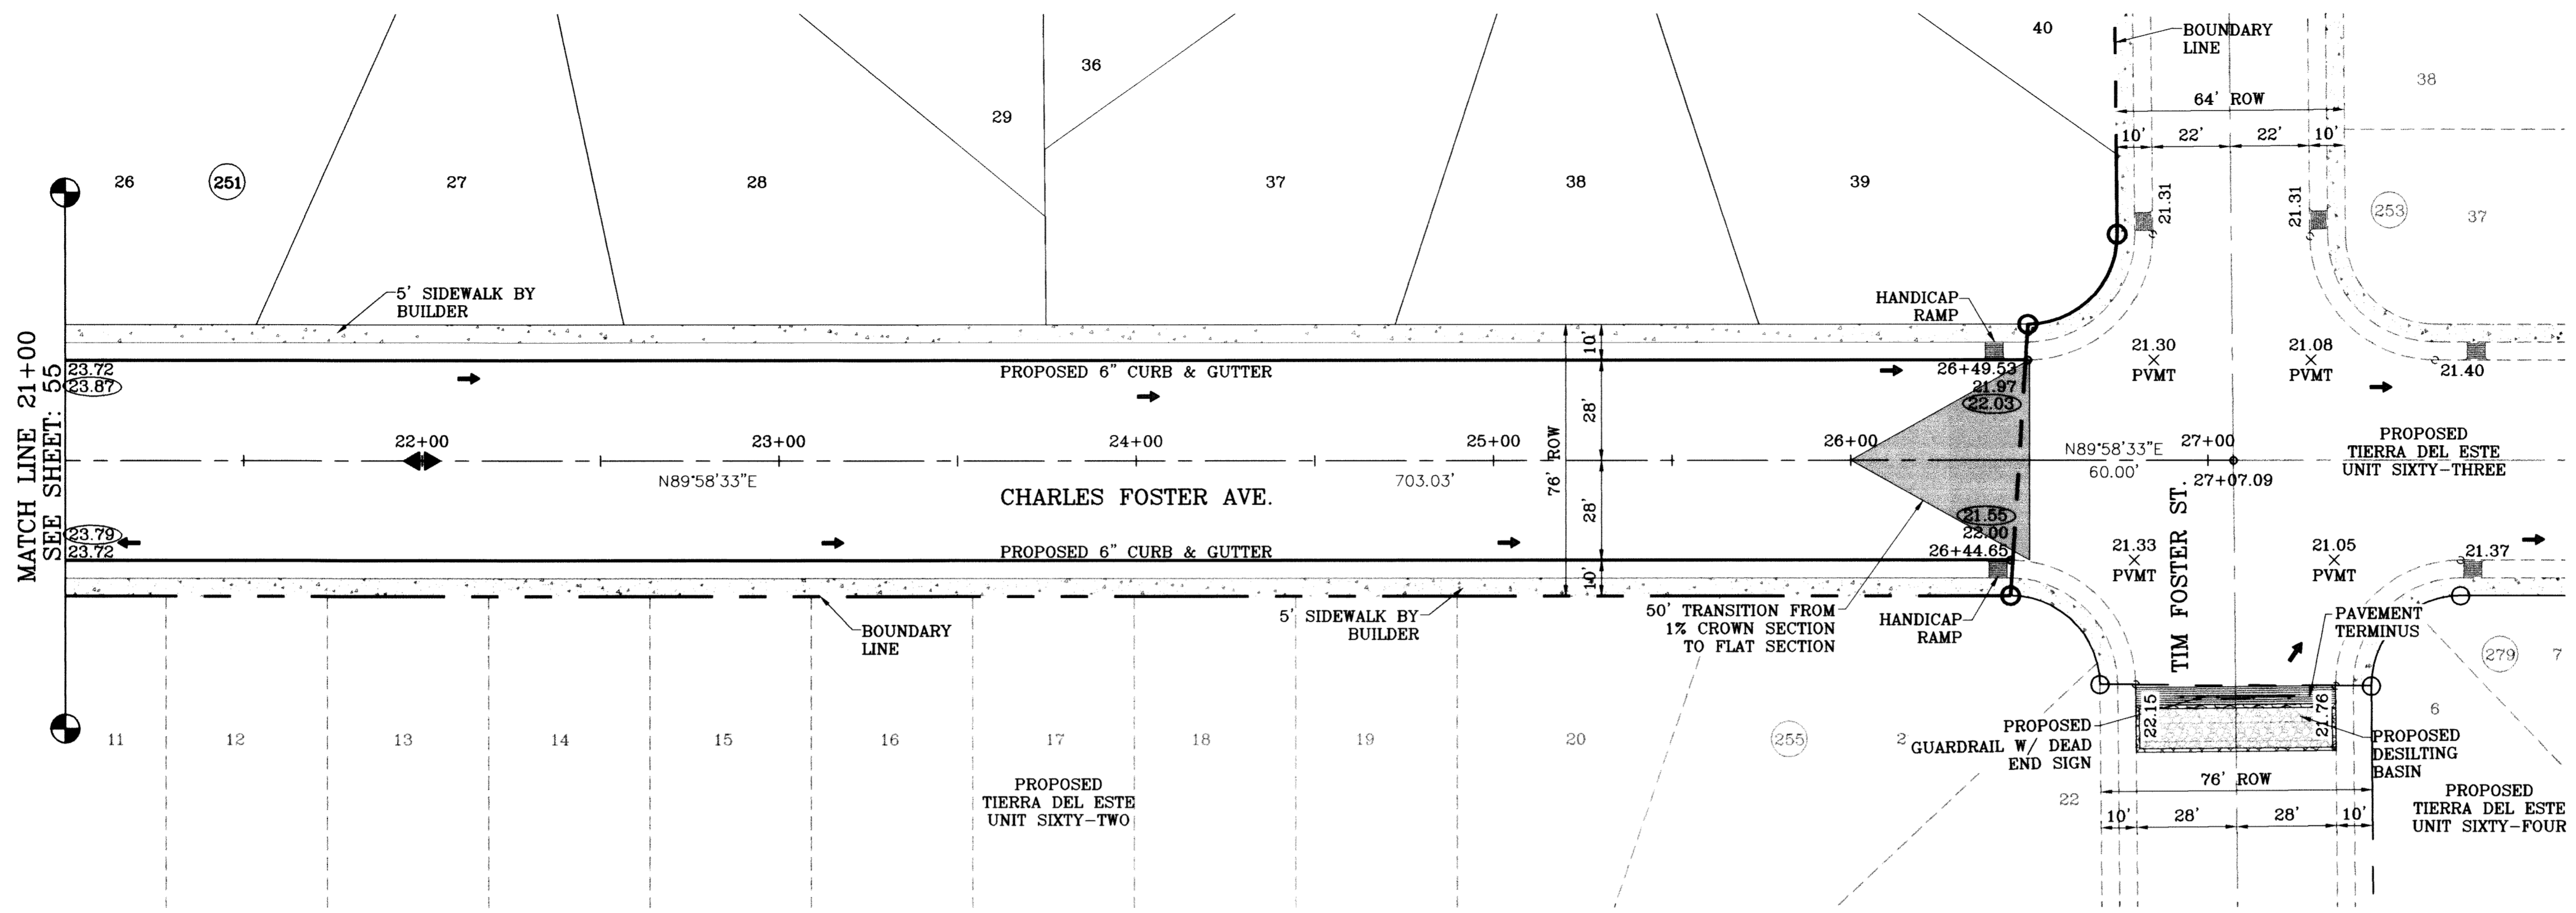 MATCH LINE 21+00
SEE SHEET: 55
26
251
27
28
29
36
37
38
39
40
BOUNDARY
LINE
64' ROW
10'
22'
22'
10'
38
253
37
21.31
21.31
5' SIDEWALK BY
BUILDER
HANDICAP
RAMP
23.72
23.87
PROPOSED 6" CURB & GUTTER
10'
26+49.53
21.97
22.03
21.30
PVMT
21.08
PVMT
21.40
28'
76' ROW
28'
10'
22+00
23+00
24+00
25+00
26+00
27+00
N89°58'33"E
703.03'
N89°58'33"E
60.00'
27+07.09
CHARLES FOSTER AVE.
TIM FOSTER ST.
PROPOSED
TIERRA DEL ESTE
UNIT SIXTY-THREE
23.79
23.72
PROPOSED 6" CURB & GUTTER
21.55
22.00
26+44.65
21.33
PVMT
21.05
PVMT
21.37
BOUNDARY
LINE
5' SIDEWALK BY
BUILDER
50' TRANSITION FROM
1% CROWN SECTION
TO FLAT SECTION
HANDICAP
RAMP
PAVEMENT
TERMINUS
279
7
6
22.15
21.76
11
12
13
14
15
16
17
18
19
20
255
2
22
PROPOSED
GUARDRAIL W/ DEAD
END SIGN
PROPOSED
DESILTING
BASIN
76' ROW
10'
28'
28'
10'
PROPOSED
TIERRA DEL ESTE
UNIT SIXTY-TWO
PROPOSED
TIERRA DEL ESTE
UNIT SIXTY-FOUR